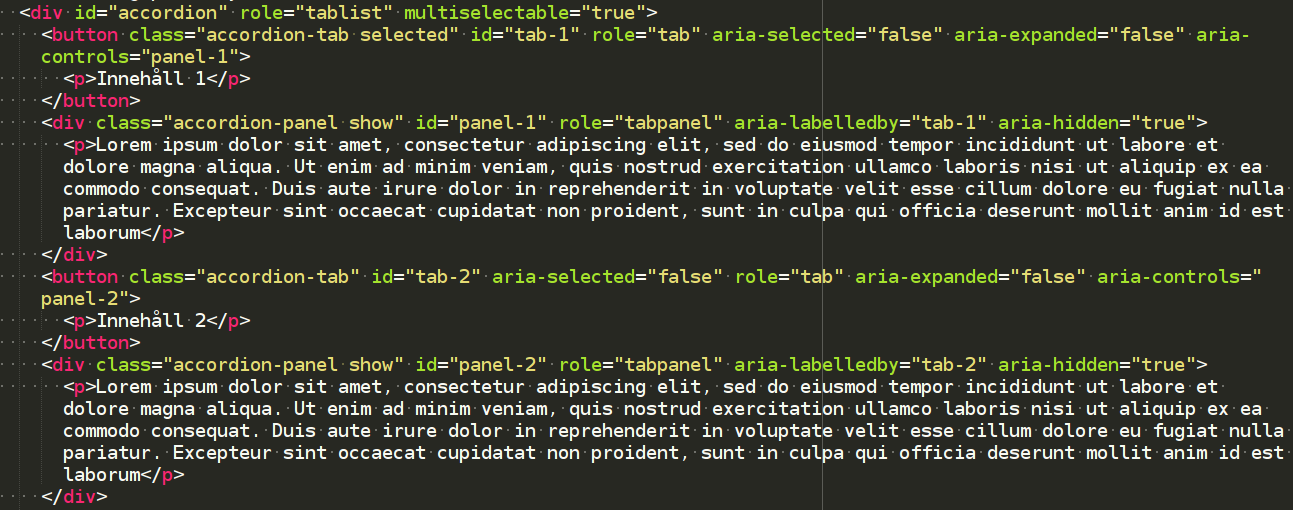 <div id="accordion" role="tablist" multiselectable="true">
<button class="accordion-tab selected" id="tab-1" role="tab" aria-selected="false" aria-expanded="false" aria-
controls="panel-1">
<p>Innehåll 1</p>
</button>
<div class="accordion-panel show" id="panel-1" role="tabpanel" aria-labelledby="tab-1" aria-hidden="true">
<p>Lorem ipsum dolor sit amet, consectetur adipiscing elit, sed do eiusmod tempor incididunt ut labore et
dolore magna aliqua. Ut enim ad minim veniam, quis nostrud exercitation ullamco laboris nisi ut aliquip ex ea
commodo consequat. Duis aute irure dolor in reprehenderit in voluptate velit esse cillum dolore eu fugiat nulla
pariatur. Excepteur sint occaecat cupidatat non proident, sunt in culpa qui officia deserunt mollit anim id est
laborum</p>
</div>
<button class="accordion-tab" id="tab-2" aria-selected="false" role="tab" aria-expanded="false" aria-controls="
panel-2">
<p>Innehåll 2</p>
</button>
<div class="accordion-panel show" id="panel-2" role="tabpanel" aria-labelledby="tab-2" aria-hidden="true">
<p>Lorem ipsum dolor sit amet, consectetur adipiscing elit, sed do eiusmod tempor incididunt ut labore et
dolore magna aliqua. Ut enim ad minim veniam, quis nostrud exercitation ullamco laboris nisi ut aliquip ex ea
commodo consequat. Duis aute irure dolor in reprehenderit in voluptate velit esse cillum dolore eu fugiat nulla
pariatur. Excepteur sint occaecat cupidatat non proident, sunt in culpa qui officia deserunt mollit anim id est
laborum</p>
</div>